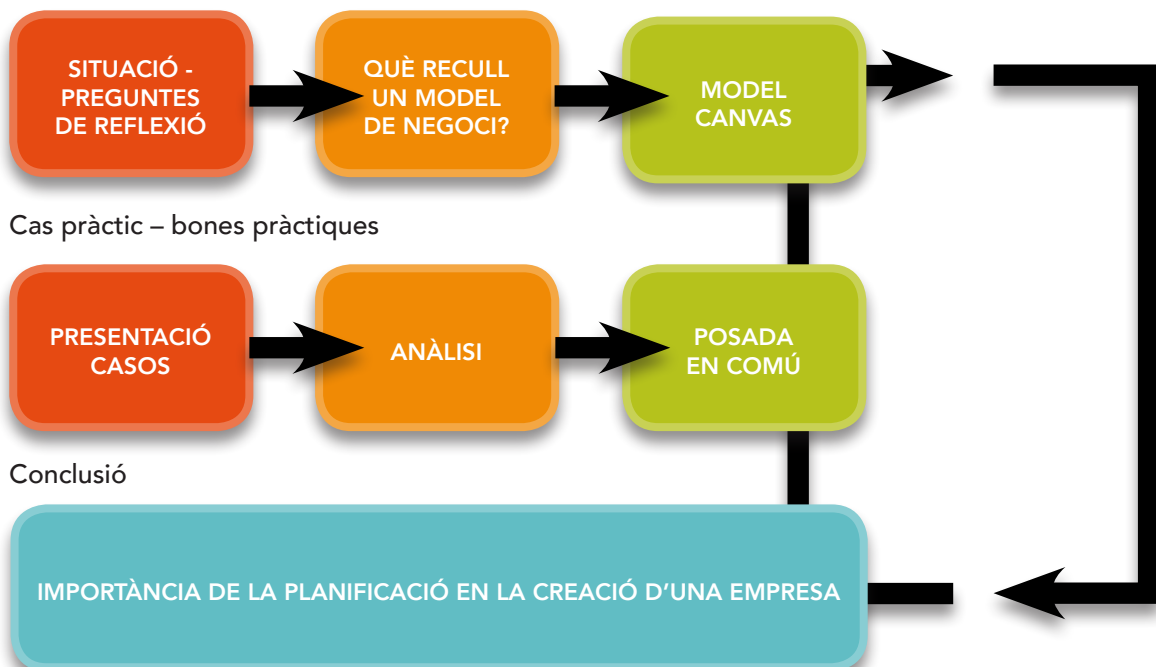 SITUACIÓ -
PREGUNTES
DE REFLEXIÓ
QUÈ RECULL
UN MODEL
DE NEGOCI?
MODEL
CANVAS
Cas pràctic – bones pràctiques
PRESENTACIÓ
CASOS
ANÀLISI
POSADA
EN COMÚ
Conclusió
IMPORTÀNCIA DE LA PLANIFICACIÓ EN LA CREACIÓ D’UNA EMPRESA